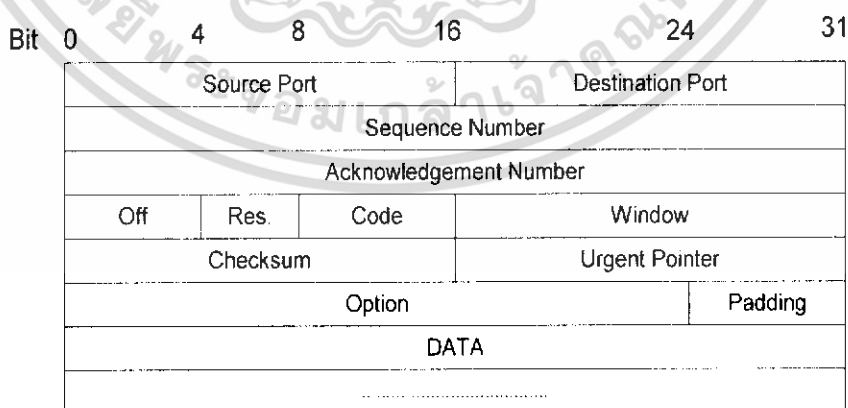 Bit 0 4 8 16 24 31
Source Port Destination Port
Sequence Number
Acknowledgement Number
Off Res. Code Window
Checksum Urgent Pointer
Option Padding
DATA
..............................